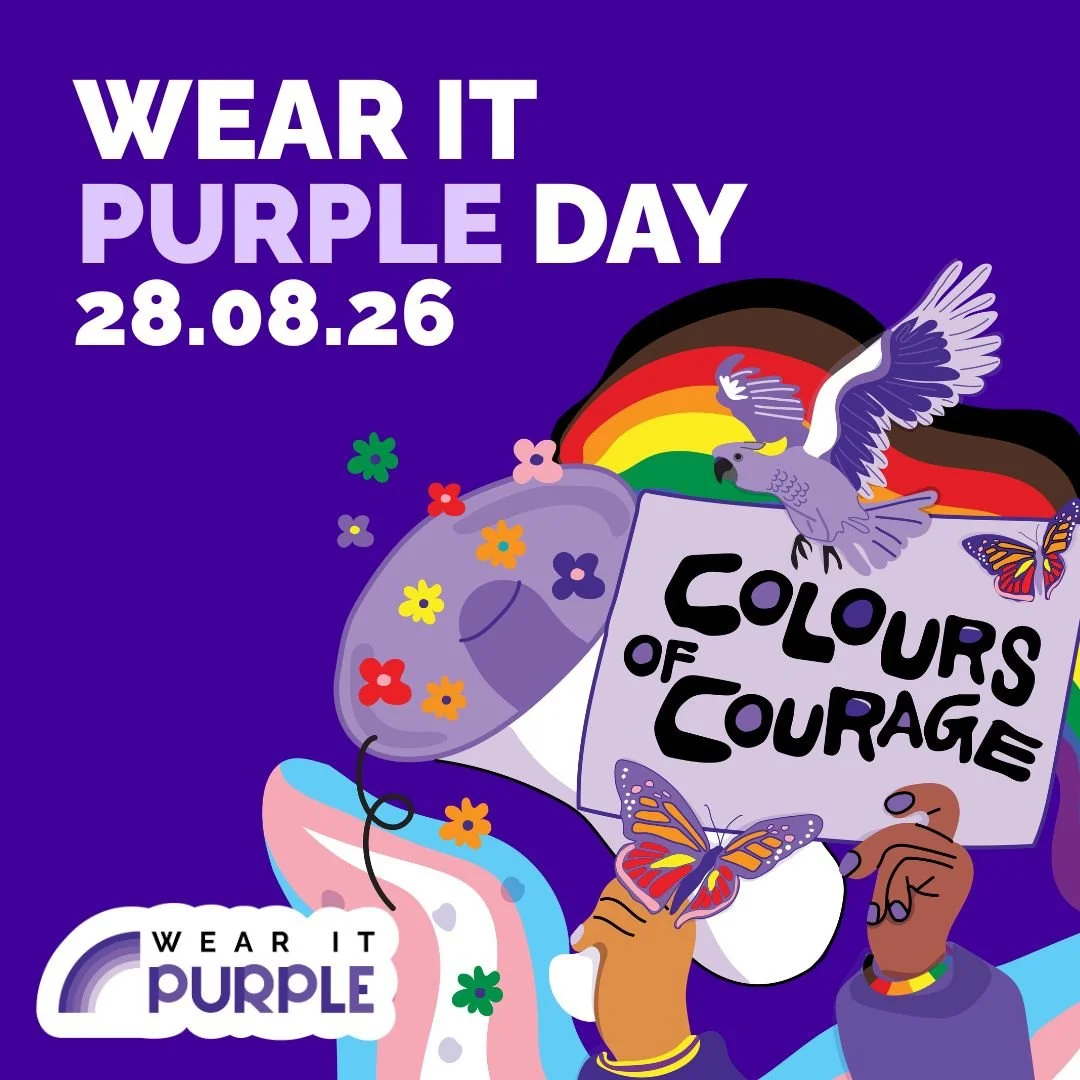 WEAR IT
PURPLE DAY
28.08.26
COLOURS
OF
COURAGE
WEAR IT
PURPLE